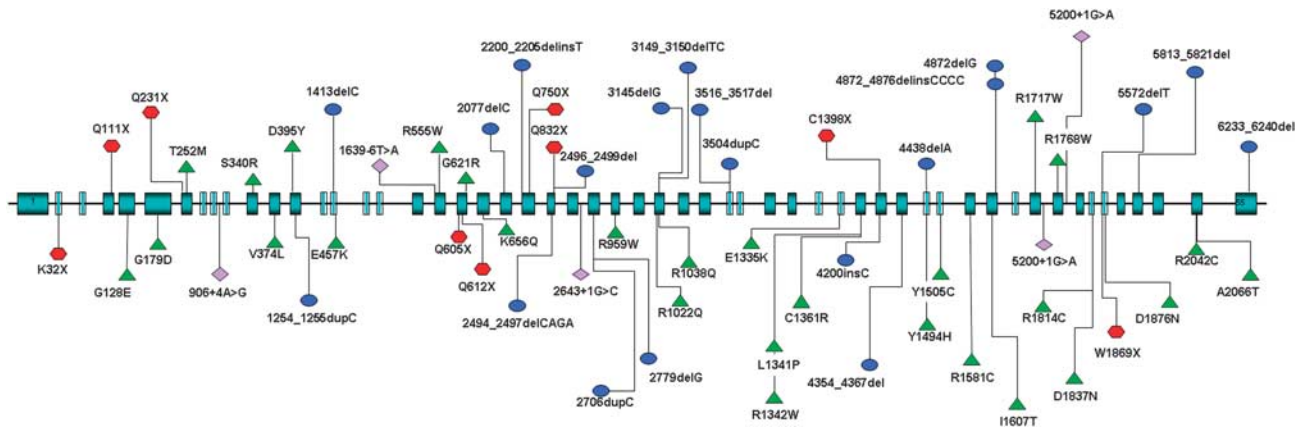 5200+1G>A
2200_2205delinsT
3149_3150delTC
4872delG
5813_5821del
4872_4876delinsCCCC
1413delC
Q750X
3145delG
3516_3517del
5572delT
Q231X
2077delC
R1717W
Q111X
D395Y
R555W
Q832X
C1398X
R1768W
6233_6240del
T252M
1639-6T>A
G621R
2496_2499del
3504dupC
4438delA
S340R
1
55
K32X
G179D
V374L
E457K
Q605X
K656Q
R959W
E1335K
R2042C
G128E
906+4A>G
Q612X
2643+1G>C
R1038Q
4200insC
Y1505C
5200+1G>A
A2066T
1254_1255dupC
2494_2497delCAGA
R1022Q
C1361R
Y1494H
R1814C
D1876N
2779delG
L1341P
4354_4367del
R1581C
W1869X
2706dupC
R1342W
I1607T
D1837N